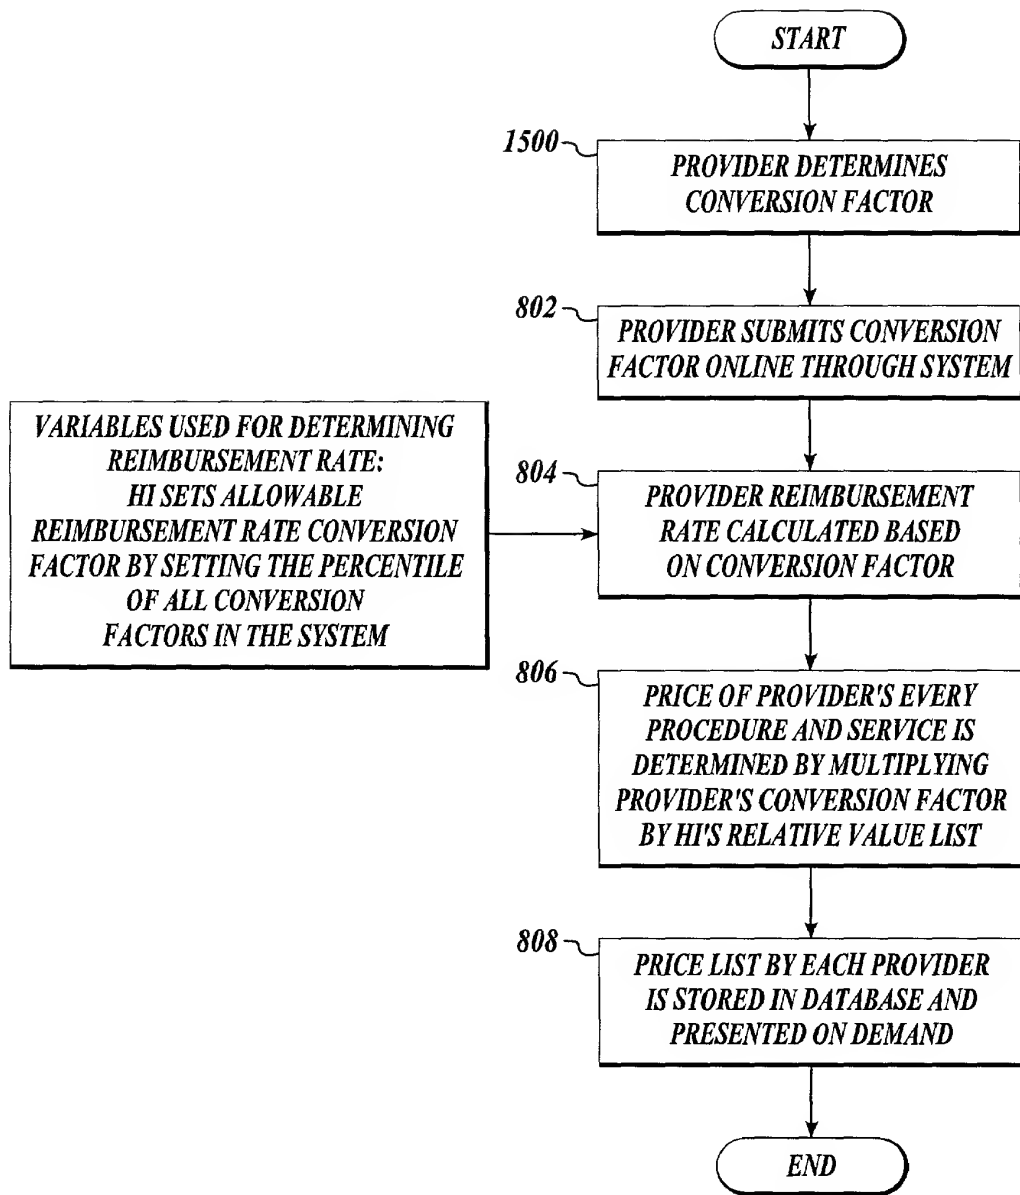 START
1500
PROVIDER DETERMINES
CONVERSION FACTOR
802
PROVIDER SUBMITS CONVERSION
FACTOR ONLINE THROUGH SYSTEM
VARIABLES USED FOR DETERMINING
REIMBURSEMENT RATE:
HI SETS ALLOWABLE
REIMBURSEMENT RATE CONVERSION
FACTOR BY SETTING THE PERCENTILE
OF ALL CONVERSION
FACTORS IN THE SYSTEM
804
PROVIDER REIMBURSEMENT
RATE CALCULATED BASED
ON CONVERSION FACTOR
806
PRICE OF PROVIDER'S EVERY
PROCEDURE AND SERVICE IS
DETERMINED BY MULTIPLYING
PROVIDER'S CONVERSION FACTOR
BY HI'S RELATIVE VALUE LIST
808
PRICE LIST BY EACH PROVIDER
IS STORED IN DATABASE AND
PRESENTED ON DEMAND
END